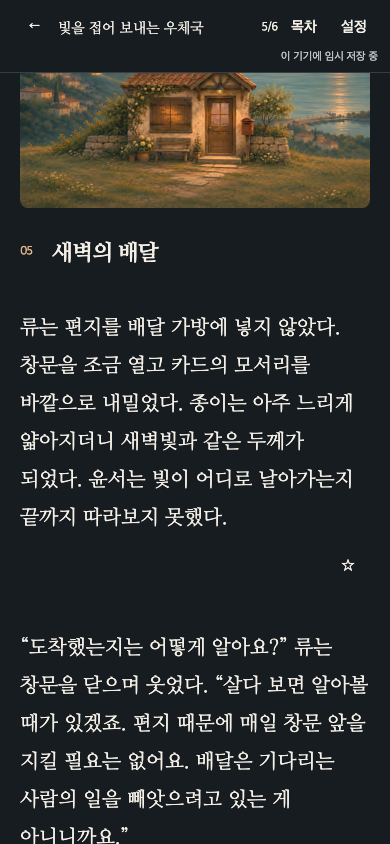 ← 빛을 접어 보내는 우체국 5/6 목차 설정
이 기기에 임시 저장 중
05 새벽의 배달
류는 편지를 배달 가방에 넣지 않았다.
창문을 조금 열고 카드의 모서리를
바깥으로 내밀었다. 종이는 아주 느리게
얇아지더니 새벽빛과 같은 두께가
되었다. 윤서는 빛이 어디로 날아가는지
끝까지 따라보지 못했다.
☆
“도착했는지는 어떻게 알아요?” 류는
창문을 닫으며 웃었다. “살다 보면 알아볼
때가 있겠죠. 편지 때문에 매일 창문 앞을
지킬 필요는 없어요. 배달은 기다리는
사람의 일을 빼앗으려고 있는 게
아니니까요.”